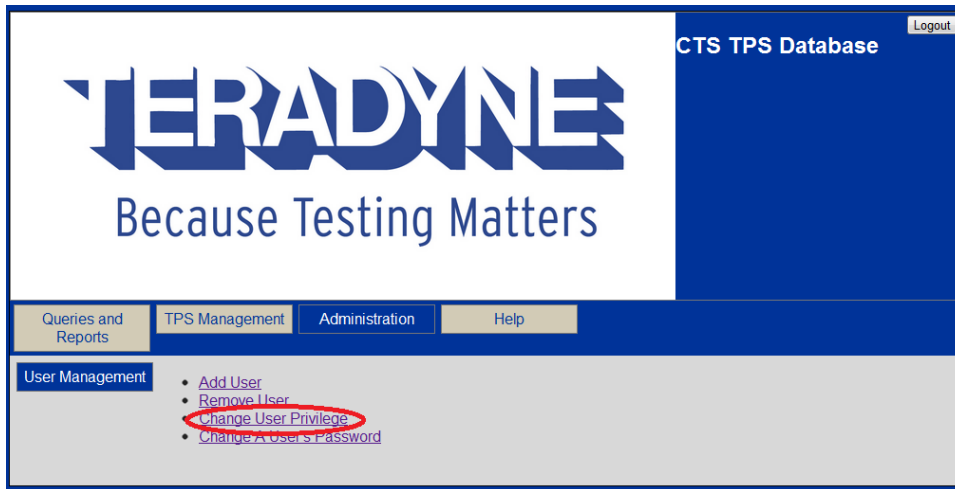 Logout
CTS TPS Database
TERADYNE
Because Testing Matters
Queries and
Reports
TPS Management
Administration
Help
User Management
Add User
Remove User
Change User Privilege
Change A User's Password